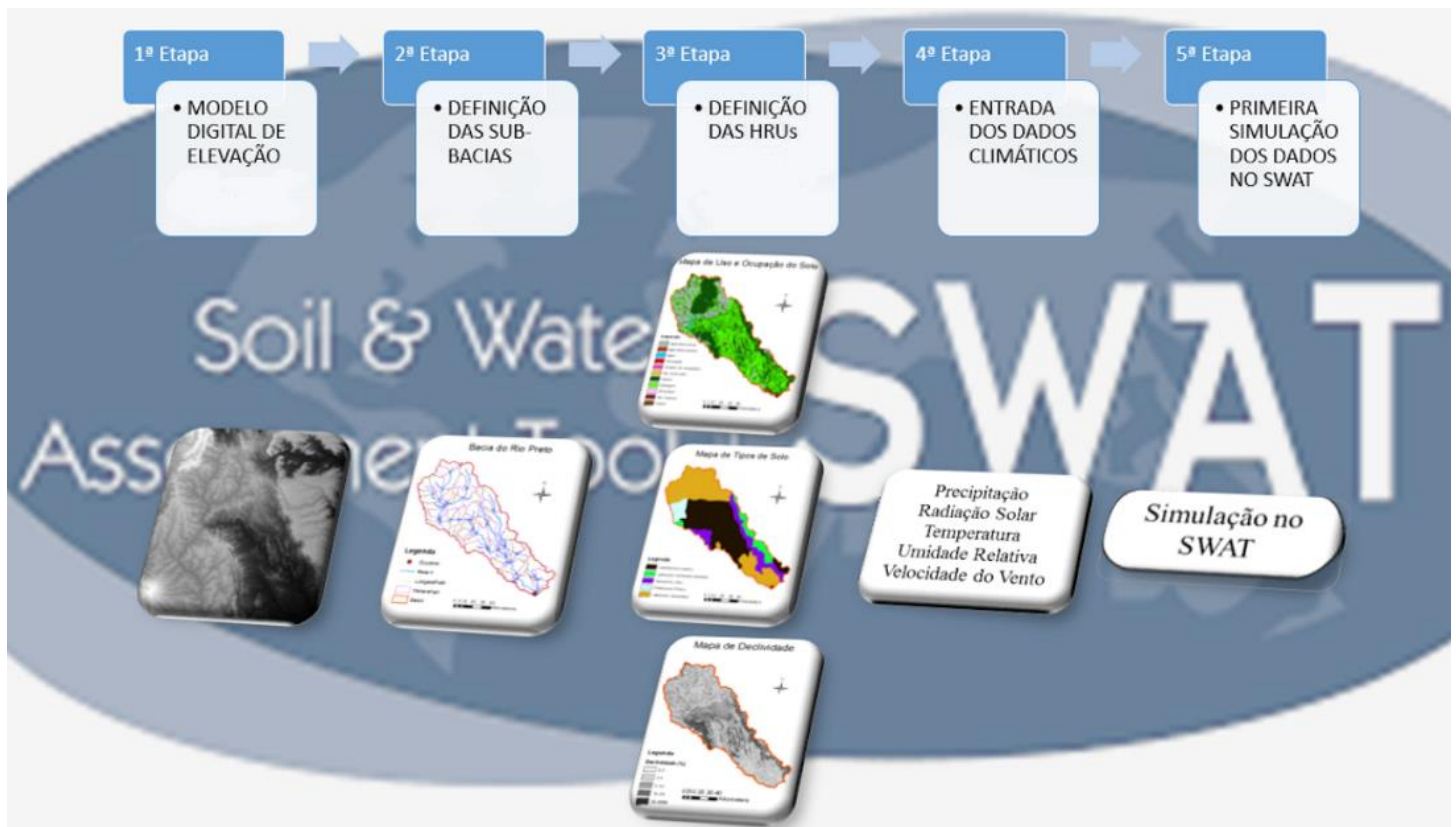 1ª Etapa
• MODELO
DIGITAL DE
ELEVAÇÃO
2ª Etapa
• DEFINIÇÃO
DAS SUB-
BACIAS
3ª Etapa
• DEFINIÇÃO
DAS HRUs
4ª Etapa
• ENTRADA
DOS DADOS
CLIMÁTICOS
5ª Etapa
• PRIMEIRA
SIMULAÇÃO
DOS DADOS
NO SWAT
Soil & Wate
Ass ment Tool
SWAT
Bacia do Rio Preto
Legenda
Mapa de Uso e Ocupação do Solo
Mapa de Tipos de Solo
Legenda
Mapa de Declividade
Legenda
Declividade (%)
Precipitação
Radiação Solar
Temperatura
Umidade Relativa
Velocidade do Vento
Simulação no
SWAT